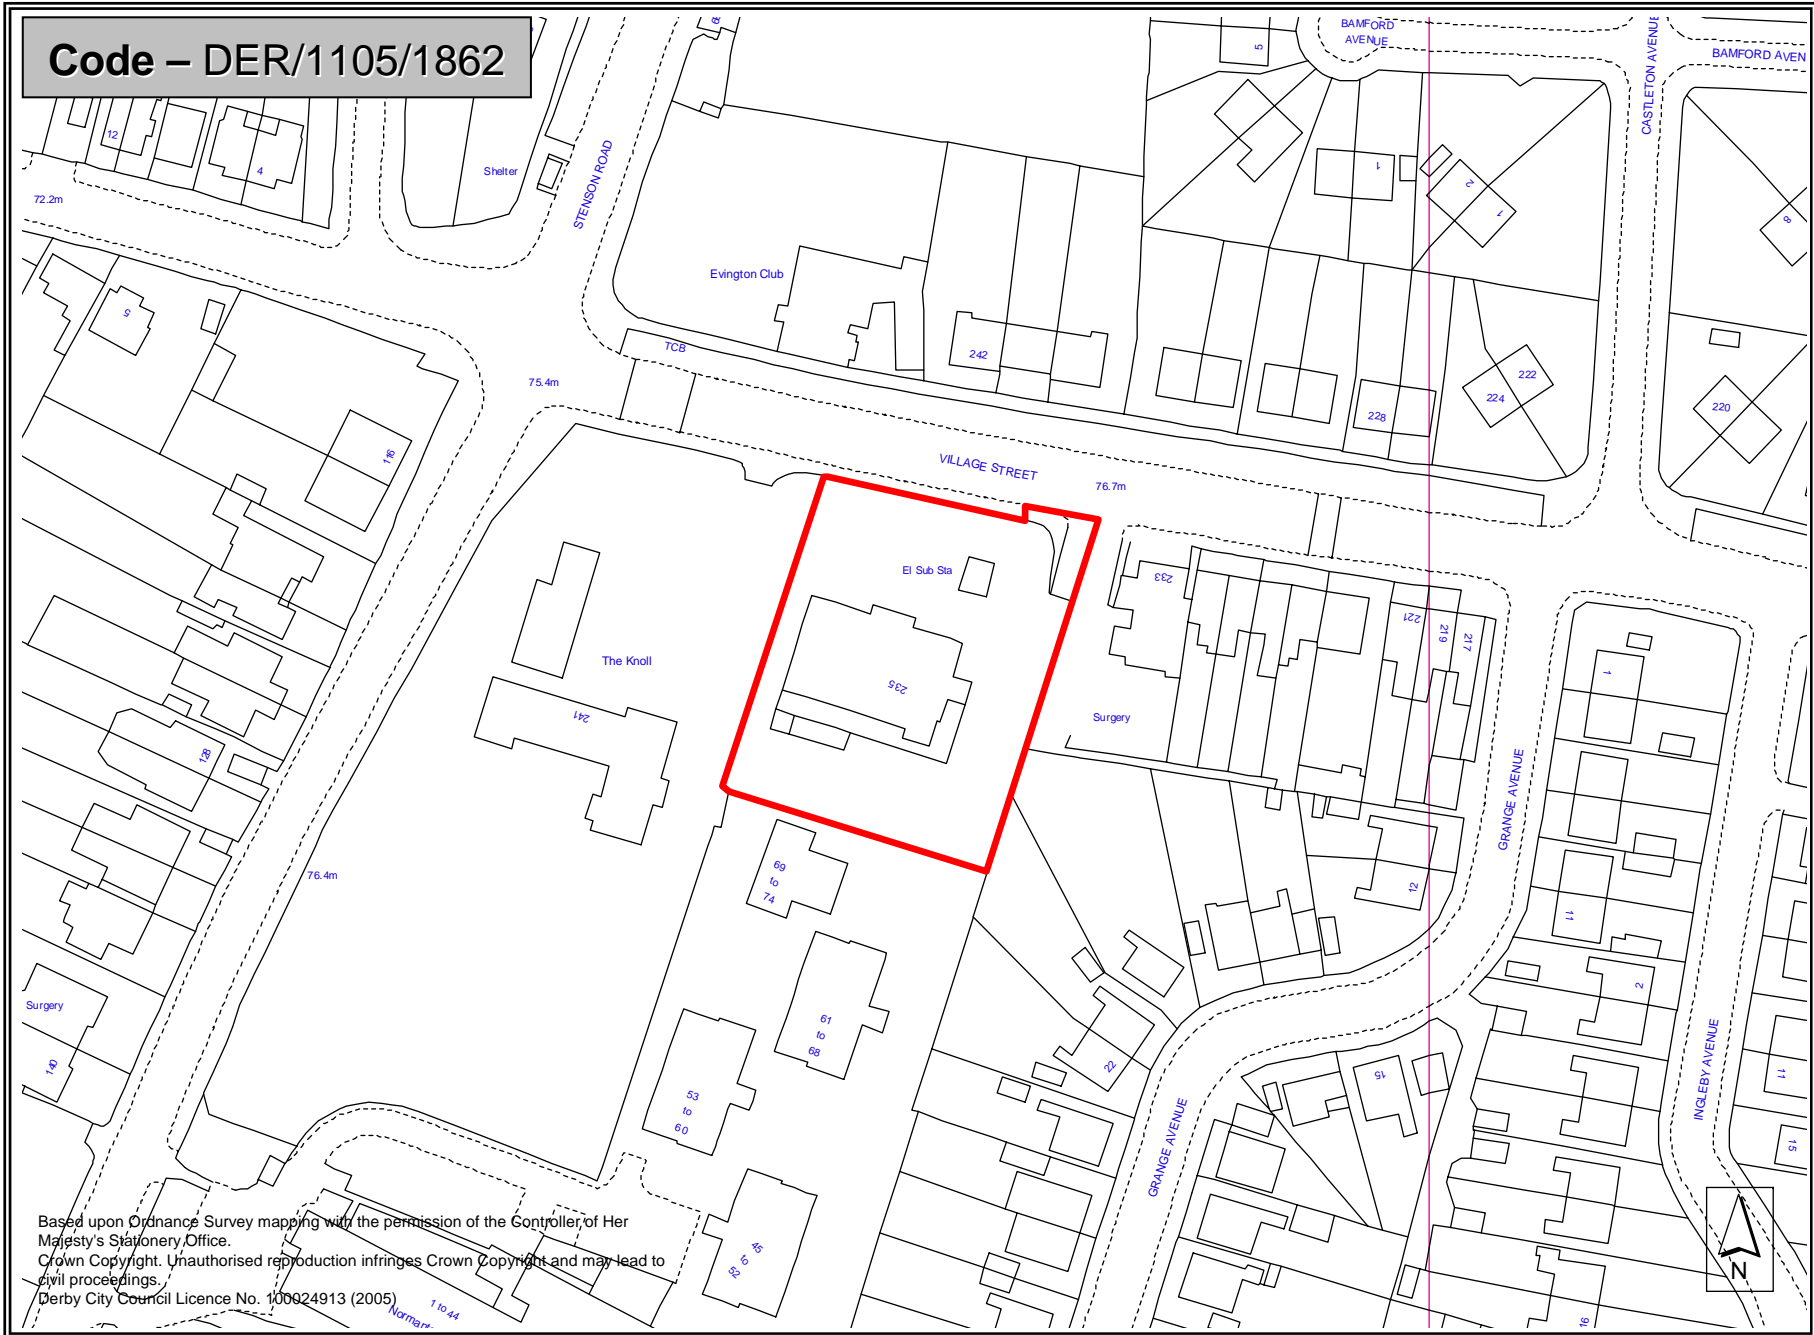 Code – DER/1105/1862
BAMFORD
AVENUE
CASTLETON AVENUE
BAMFORD AVEN
5
12
4
Shelter
STENSON ROAD
72.2m
1
2
1
8
Evington Club
5
TCB
242
75.4m
222
224
228
220
116
VILLAGE STREET
76.7m
El Sub Sta
233
221
219
217
The Knoll
235
241
Surgery
1
128
GRANGE AVENUE
69
to
74
76.4m
12
11
2
Surgery
140
61
to
68
22
15
53
to
60
INGLEBY AVENUE
11
15
GRANGE AVENUE
45
to
52
1 to 44
16
N
Based upon Ordnance Survey mapping with the permission of the Controller of Her
Majesty's Stationery Office.
Crown Copyright. Unauthorised reproduction infringes Crown Copyright and may lead to
civil proceedings.
Derby City Council Licence No. 100024913 (2005)